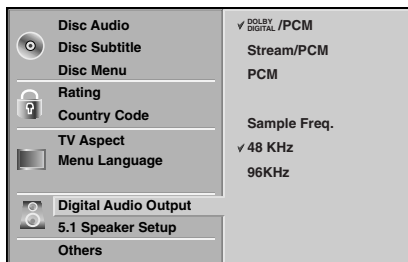 Disc Audio
Disc Subtitle
Disc Menu
Rating
Country Code
TV Aspect
Menu Language
Digital Audio Output
5.1 Speaker Setup
Others
✓ DOLBY DIGITAL /PCM
Stream/PCM
PCM
Sample Freq.
✓ 48 KHz
96KHz